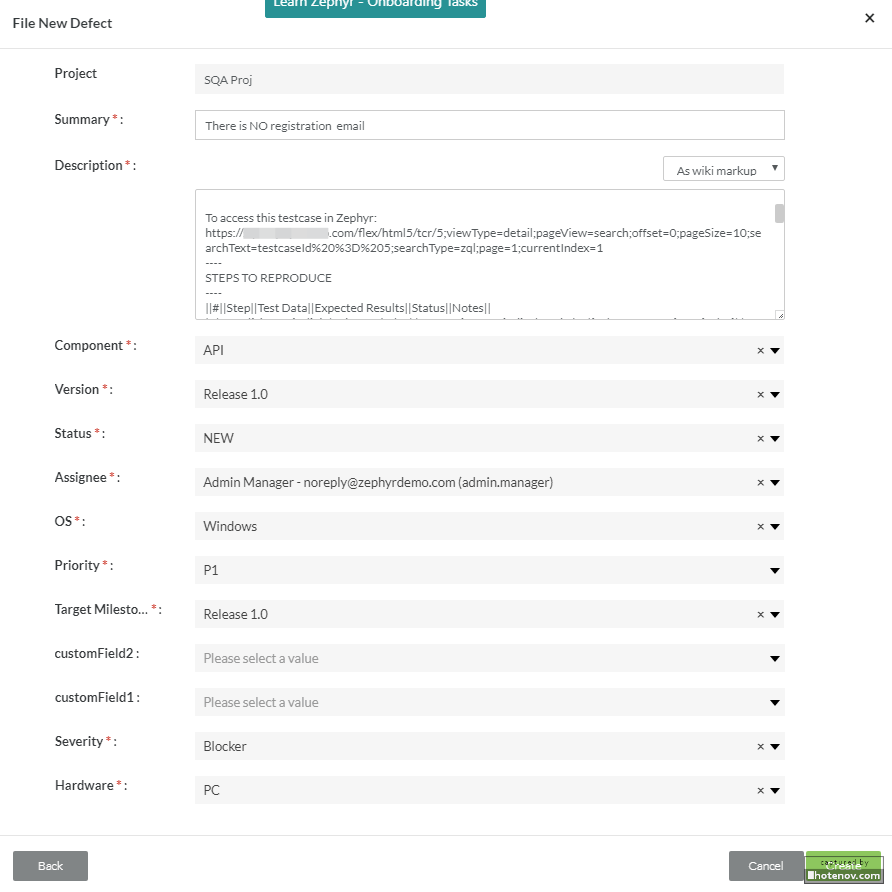 Learn Zephyr - Onboarding Tasks
File New Defect
×
Project
SQA Proj
Summary * :
There is NO registration email
Description * :
As wiki markup
To access this testcase in Zephyr:
https://
.com/flex/html5/tcr/5;viewType=detail;pageView=search;offset=0;pageSize=10;se
archText=testcaseId%20%3D%205;searchType=zql;page=1;currentIndex=1
----
STEPS TO REPRODUCE
----
||#||Step||Test Data||Expected Results||Status||Notes||
Component * :
API
×
Version * :
Release 1.0
×
Status * :
NEW
×
Assignee * :
Admin Manager - noreply@zephyrdemo.com (admin.manager)
×
OS * :
Windows
×
Priority * :
P1
Target Milesto... * :
Release 1.0
×
customField2 :
Please select a value
customField1 :
Please select a value
Severity * :
Blocker
×
Hardware * :
PC
×
Back
Cancel
Create
captured by
hotenov.com